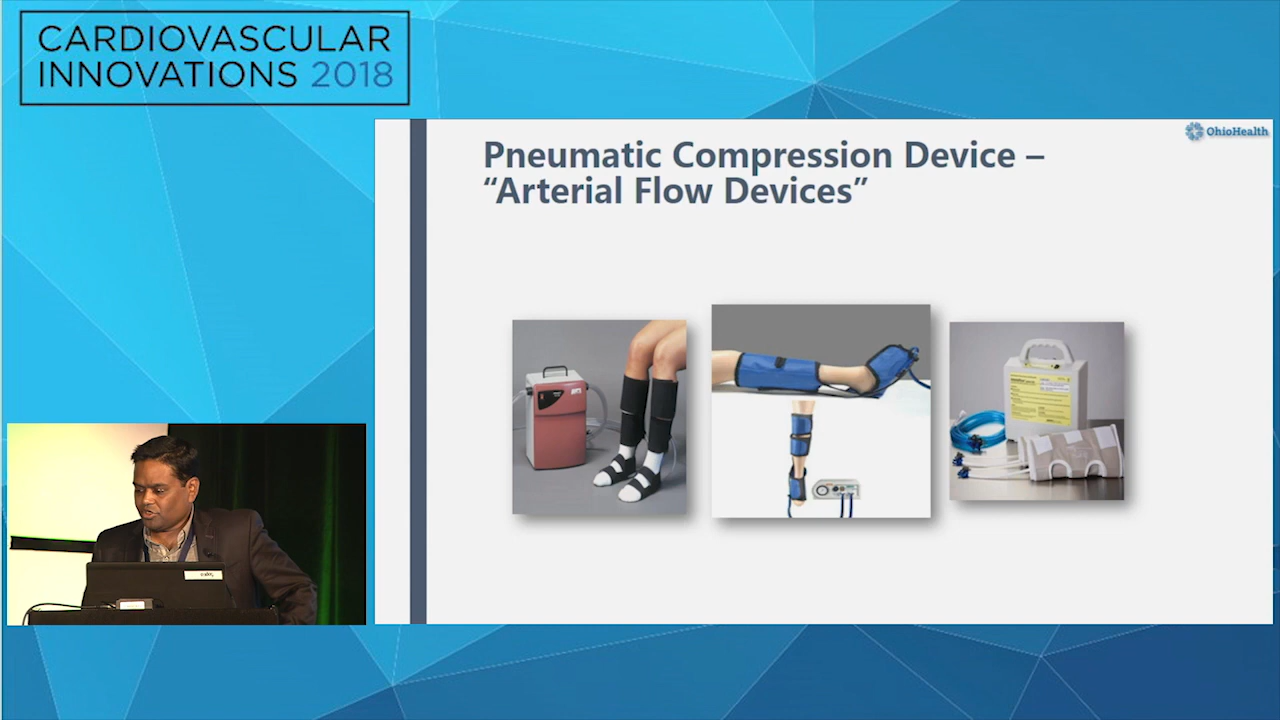 CARDIOVASCULAR
INNOVATIONS 2018
OhioHealth
Pneumatic Compression Device –
“Arterial Flow Devices”